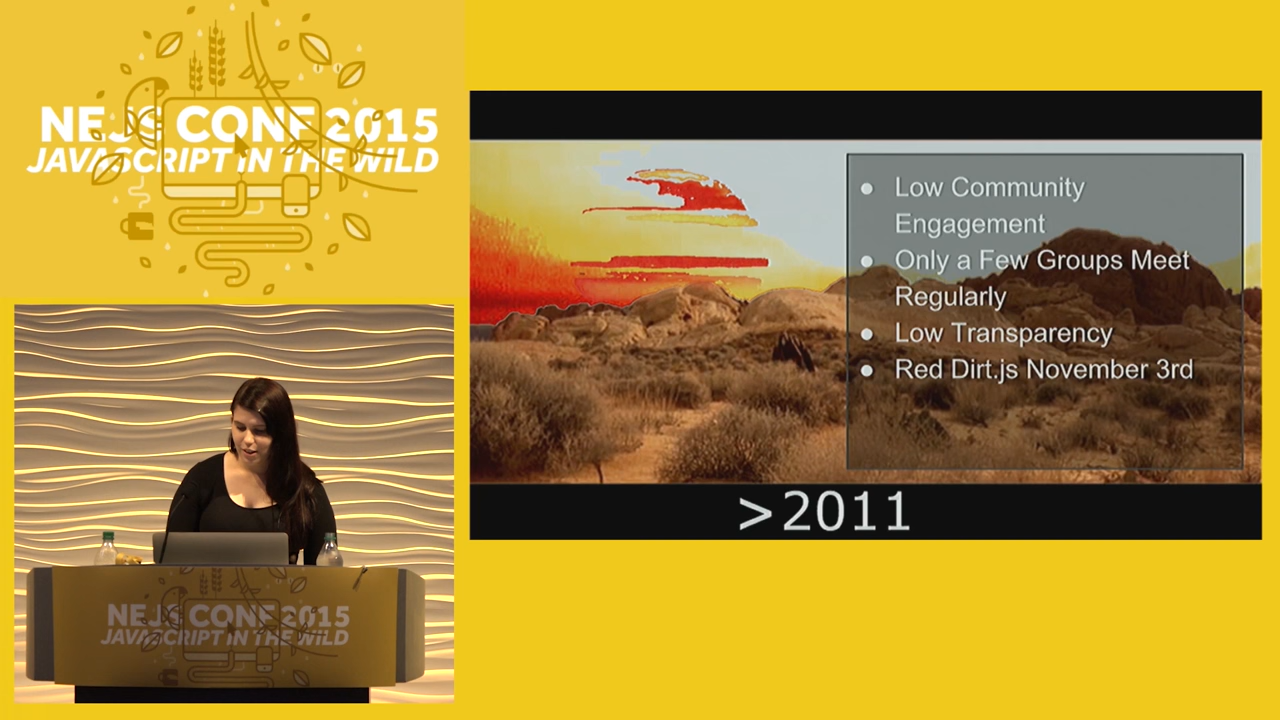 NEJS CONF 2015
JAVASCRIPT IN THE WILD
● Low Community
Engagement
● Only a Few Groups Meet
Regularly
● Low Transparency
● Red Dirt.js November 3rd
>2011
NEJS CONF 2015
JAVASCRIPT IN THE WILD